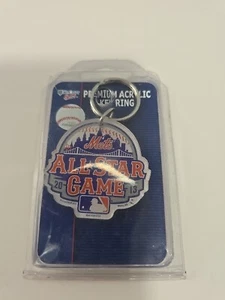 PREMIUM ACRYLIC
KEY RING
Mets
ALL STAR
GAME
20 13